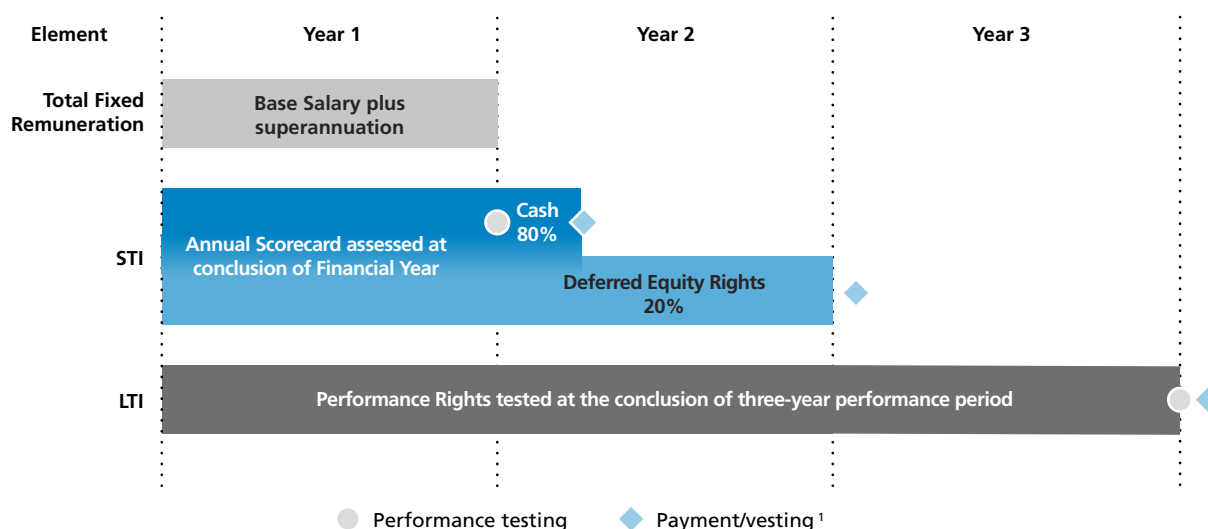 Element Year 1 Year 2 Year 3
Total Fixed
Remuneration
Base Salary plus
superannuation
STI
Annual Scorecard assessed at
conclusion of Financial Year
Cash
80%
Deferred Equity Rights
20%
LTI
Performance Rights tested at the conclusion of three-year performance period
Performance testing Payment/vesting ¹